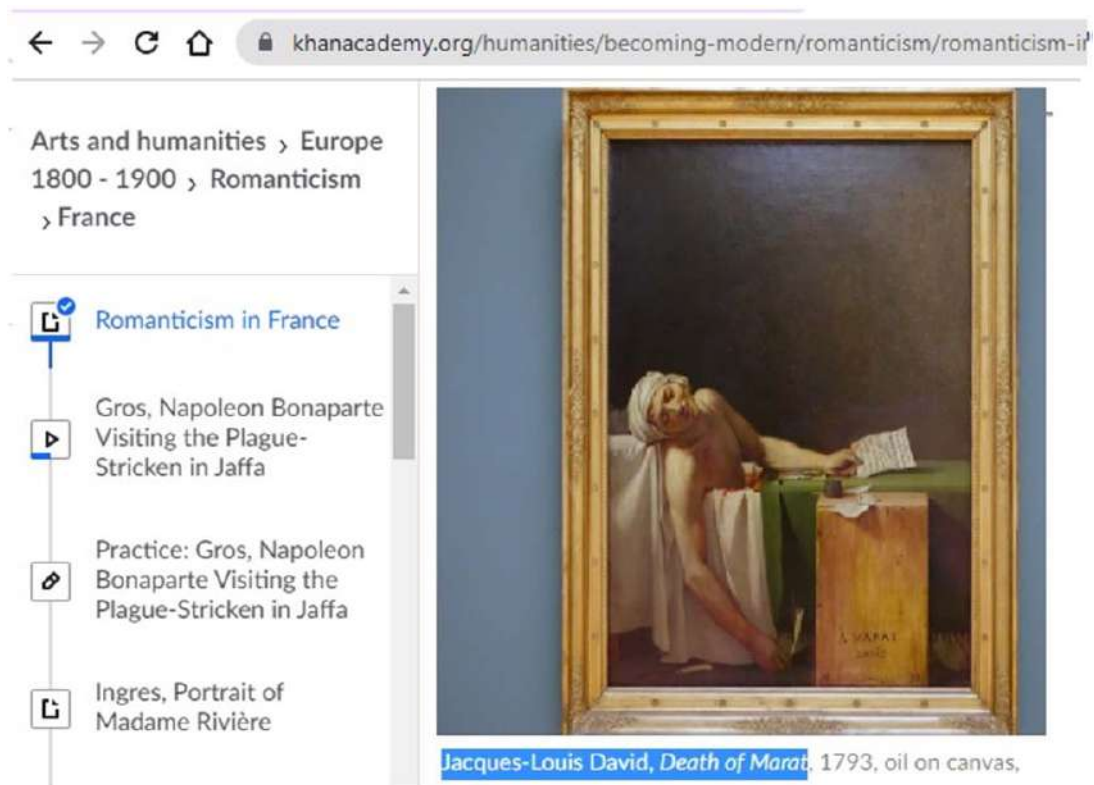 khanacademy.org/humanities/becoming-modern/romanticism/romanticism-i
Arts and humanities › Europe
1800 - 1900 › Romanticism
› France
Romanticism in France
Gros, Napoleon Bonaparte
Visiting the Plague-
Stricken in Jaffa
Practice: Gros, Napoleon
Bonaparte Visiting the
Plague-Stricken in Jaffa
Ingres, Portrait of
Madame Rivière
MARAT
Jacques-Louis David, Death of Marat, 1793, oil on canvas,